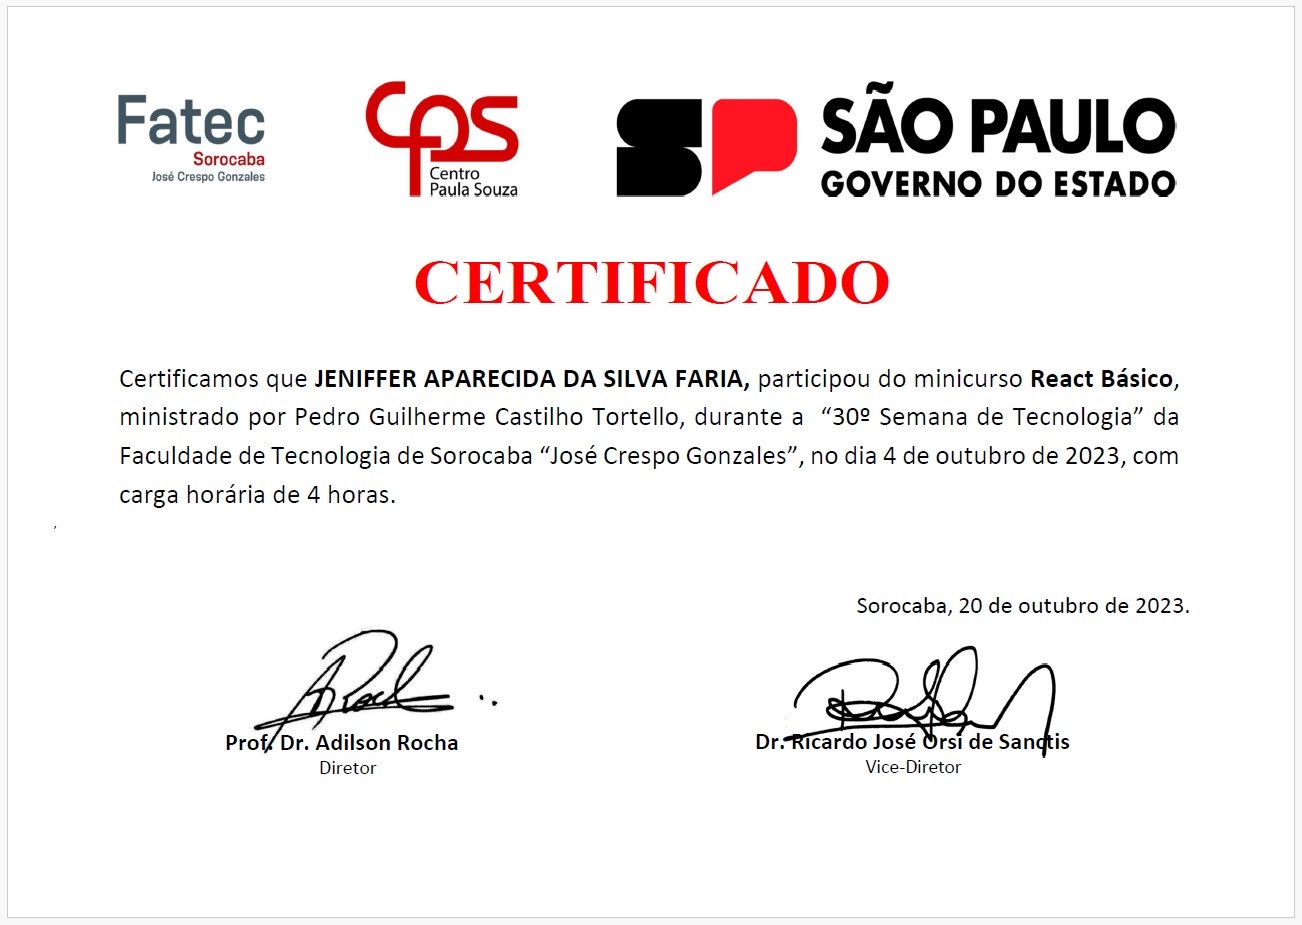 Fatec
Sorocaba
José Crespo Gonzales
CPS
Centro
Paula Souza
SP
SÃO PAULO
GOVERNO DO ESTADO
CERTIFICADO
Certificamos que JENIFFER APARECIDA DA SILVA FARIA, participou do minicurso React Básico,
ministrado por Pedro Guilherme Castilho Tortello, durante a “30º Semana de Tecnologia” da
Faculdade de Tecnologia de Sorocaba “José Crespo Gonzales”, no dia 4 de outubro de 2023, com
carga horária de 4 horas.
,
Sorocaba, 20 de outubro de 2023.
Prof. Dr. Adilson Rocha
Diretor
Dr. Ricardo José Orsi de Sanctis
Vice-Diretor